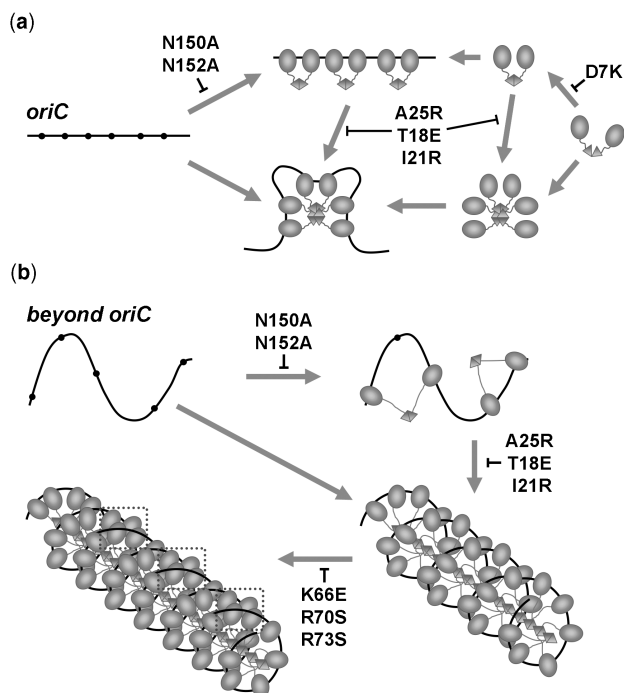 (a)
N150A
N152A
D7K
oriC
A25R
T18E
I21R
(b)
beyond oriC
N150A
N152A
A25R
T18E
I21R
K66E
R70S
R73S